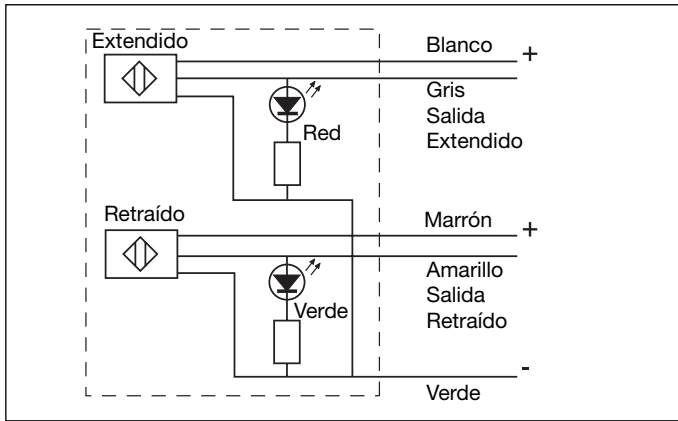 Extendido
Blanco
+
Gris
Salida
Extendido
Red
Retraído
Marrón
+
Amarillo
Salida
Retraído
Verde
-
Verde